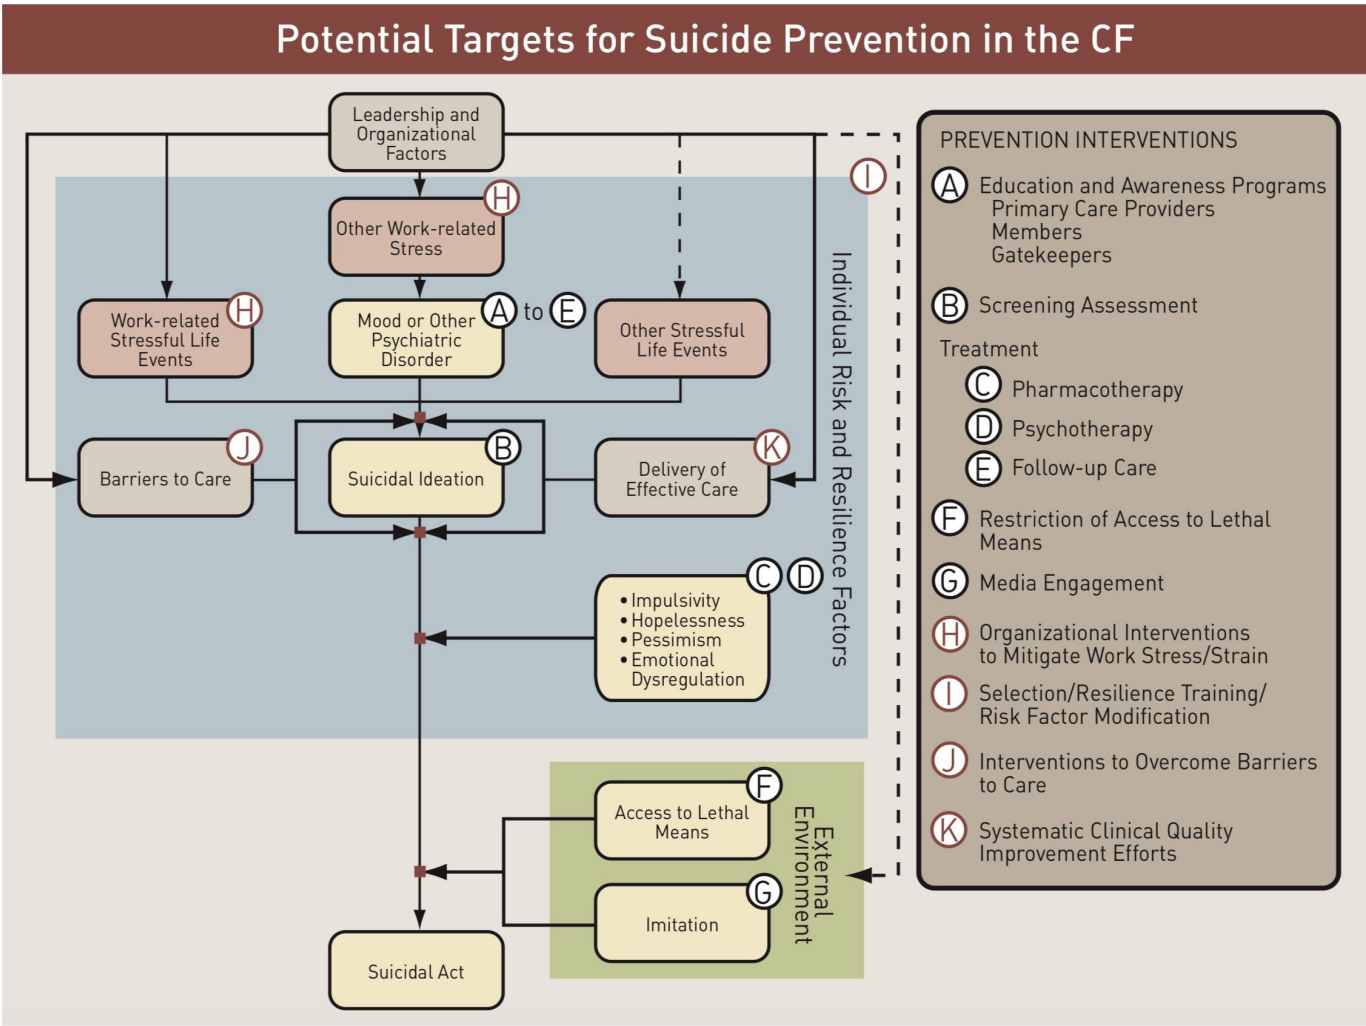 Potential Targets for Suicide Prevention in the CF
Leadership and
Organizational
Factors
I
H
Other Work-related
Stress
H
Work-related
Stressful Life
Events
A to E
Mood or Other
Psychiatric
Disorder
Other Stressful
Life Events
J
Barriers to Care
B
Suicidal Ideation
K
Delivery of
Effective Care
Individual Risk and Resilience Factors
C D
• Impulsivity
• Hopelessness
• Pessimism
• Emotional
Dysregulation
F
Access to Lethal
Means
G
Imitation
External
Environment
Suicidal Act
PREVENTION INTERVENTIONS
A Education and Awareness Programs
Primary Care Providers
Members
Gatekeepers
B Screening Assessment
Treatment
C Pharmacotherapy
D Psychotherapy
E Follow-up Care
F Restriction of Access to Lethal
Means
G Media Engagement
H Organizational Interventions
to Mitigate Work Stress/Strain
I Selection/Resilience Training/
Risk Factor Modification
J Interventions to Overcome Barriers
to Care
K Systematic Clinical Quality
Improvement Efforts